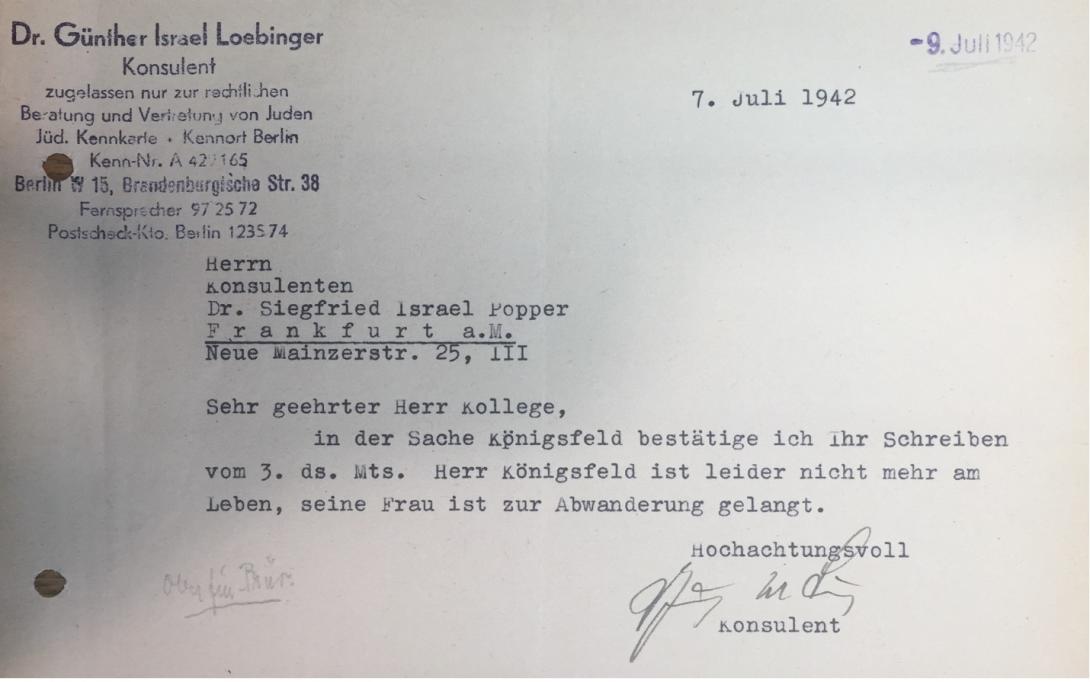 Dr. Günther Israel Loebinger
Konsulent
zugelassen nur zur rechtlichen
Beratung und Vertretung von Juden
Jüd. Kennkarte • Kennort Berlin
Kenn-Nr. A 165
Berlin W 15, Brandenburgische Str. 38
Fernsprecher 97 25 72
Postscheck-Kto. Berlin 123574
-9. Juli 1942
7. Juli 1942
Herrn
Konsulenten
Dr. Siegfried Israel Popper
Frankfurt a.M.
Neue Mainzerstr. 25, III
Sehr geehrter Herr Kollege,
in der Sache Königsfeld bestätige ich Ihr Schreiben
vom 3. ds. Mts. Herr Königsfeld ist leider nicht mehr am
Leben, seine Frau ist zur Abwanderung gelangt.
Hochachtungsvoll
Konsulent